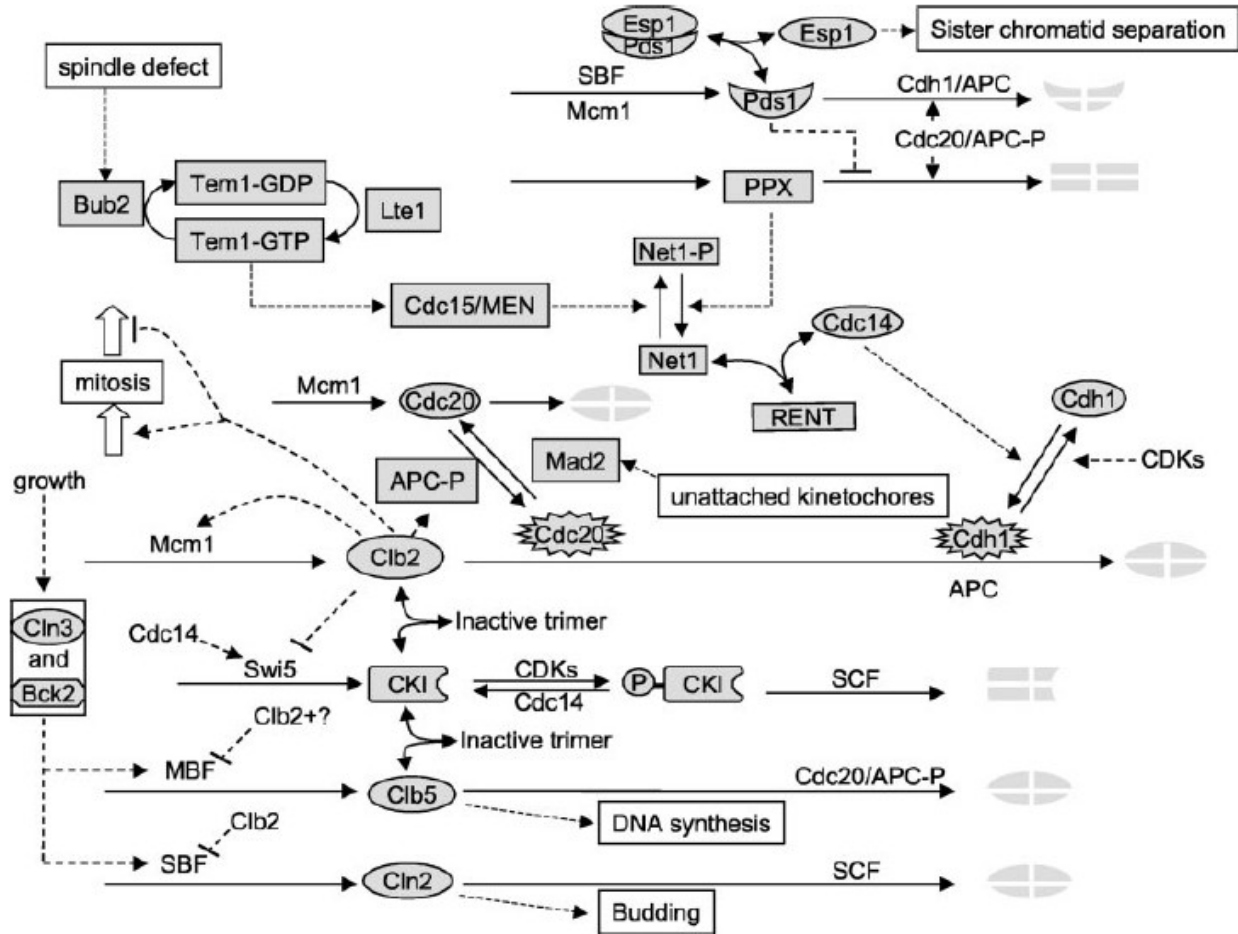 Esp1
Pds1
Esp1
Sister chromatid separation
spindle defect
SBF
Mcm1
Pds1
Cdh1/APC
Cdc20/APC-P
Bub2
Tem1-GDP
Tem1-GTP
Lte1
PPX
Net1-P
Cdc15/MEN
Net1
Cdc14
RENT
mitosis
Mcm1
Cdc20
Cdh1
CDKs
growth
APC-P
Mad2
unattached kinetochores
Cdc20
Cdh1
Mcm1
Clb2
APC
Cln3
and
Bck2
Cdc14
Swi5
Inactive trimer
CKI
CDKs
Cdc14
P
CKI
SCF
Clb2+?
MBF
Inactive trimer
Clb5
Cdc20/APC-P
DNA synthesis
Clb2
SBF
Cln2
SCF
Budding